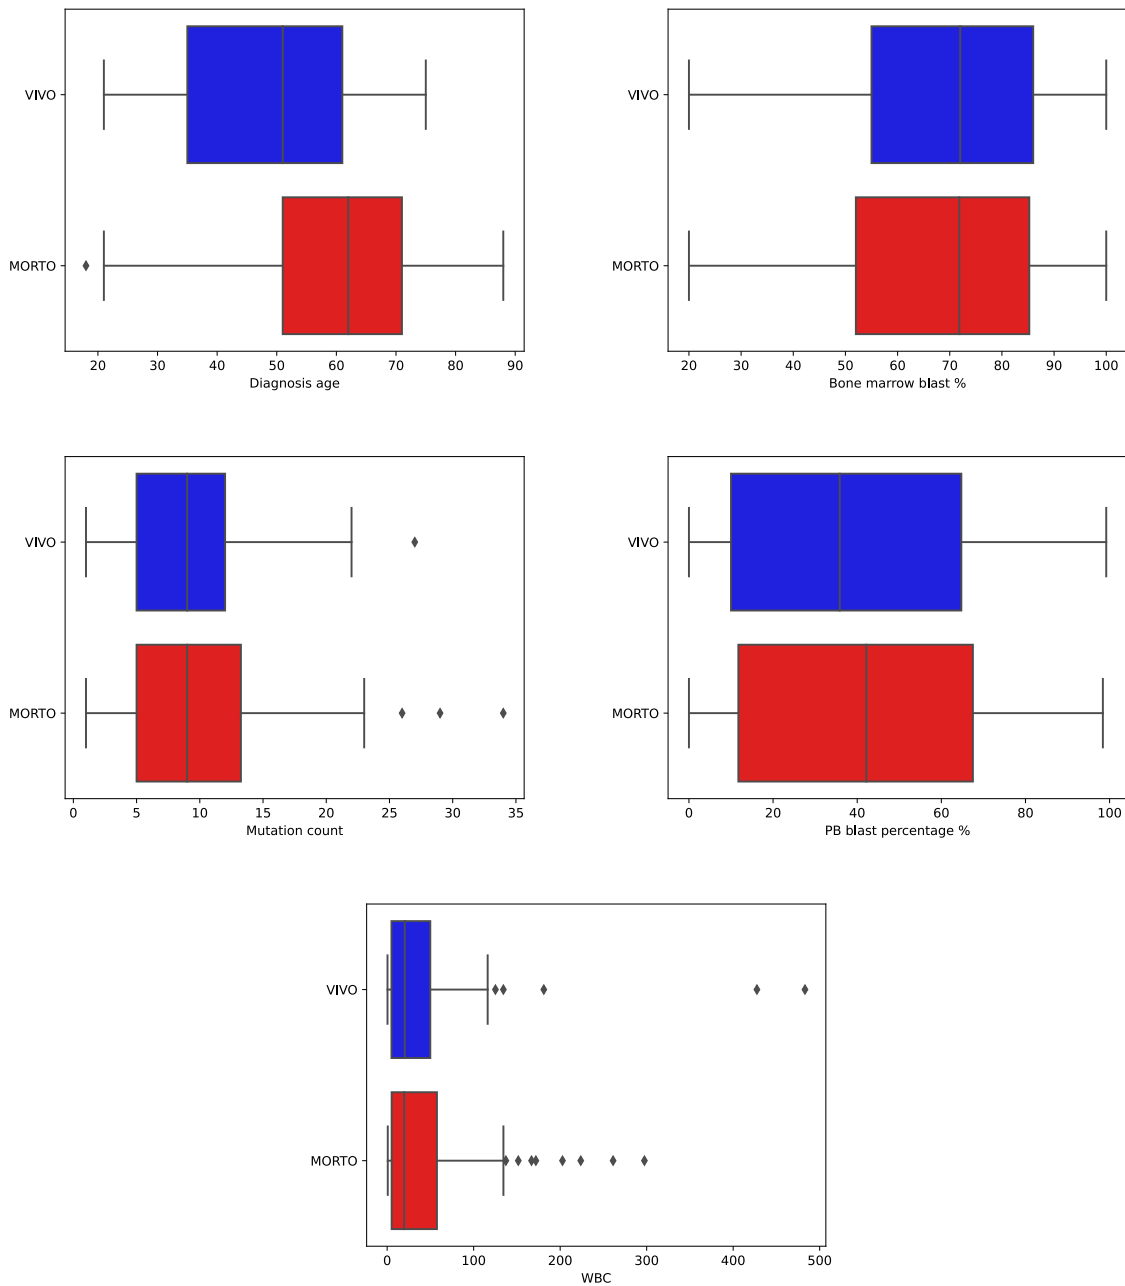 VIVO
MORTO
20 30 40 50 60 70 80 90
Diagnosis age
VIVO
MORTO
20 30 40 50 60 70 80 90 100
Bone marrow blast %
VIVO
MORTO
0 5 10 15 20 25 30 35
Mutation count
VIVO
MORTO
0 20 40 60 80 100
PB blast percentage %
VIVO
MORTO
0 100 200 300 400 500
WBC